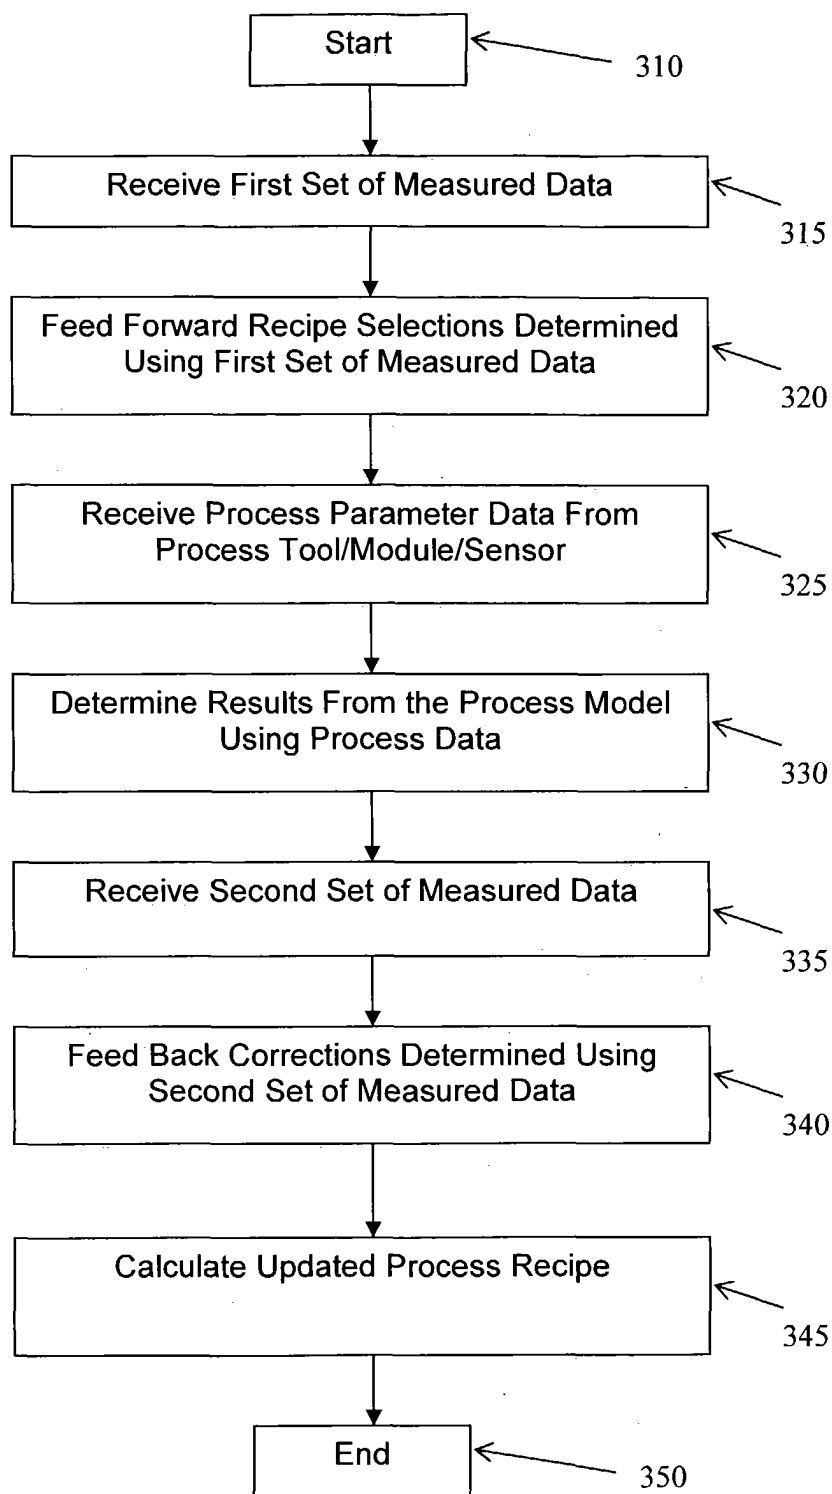 Start
310
Receive First Set of Measured Data
315
Feed Forward Recipe Selections Determined
Using First Set of Measured Data
320
Receive Process Parameter Data From
Process Tool/Module/Sensor
325
Determine Results From the Process Model
Using Process Data
330
Receive Second Set of Measured Data
335
Feed Back Corrections Determined Using
Second Set of Measured Data
340
Calculate Updated Process Recipe
345
End
350